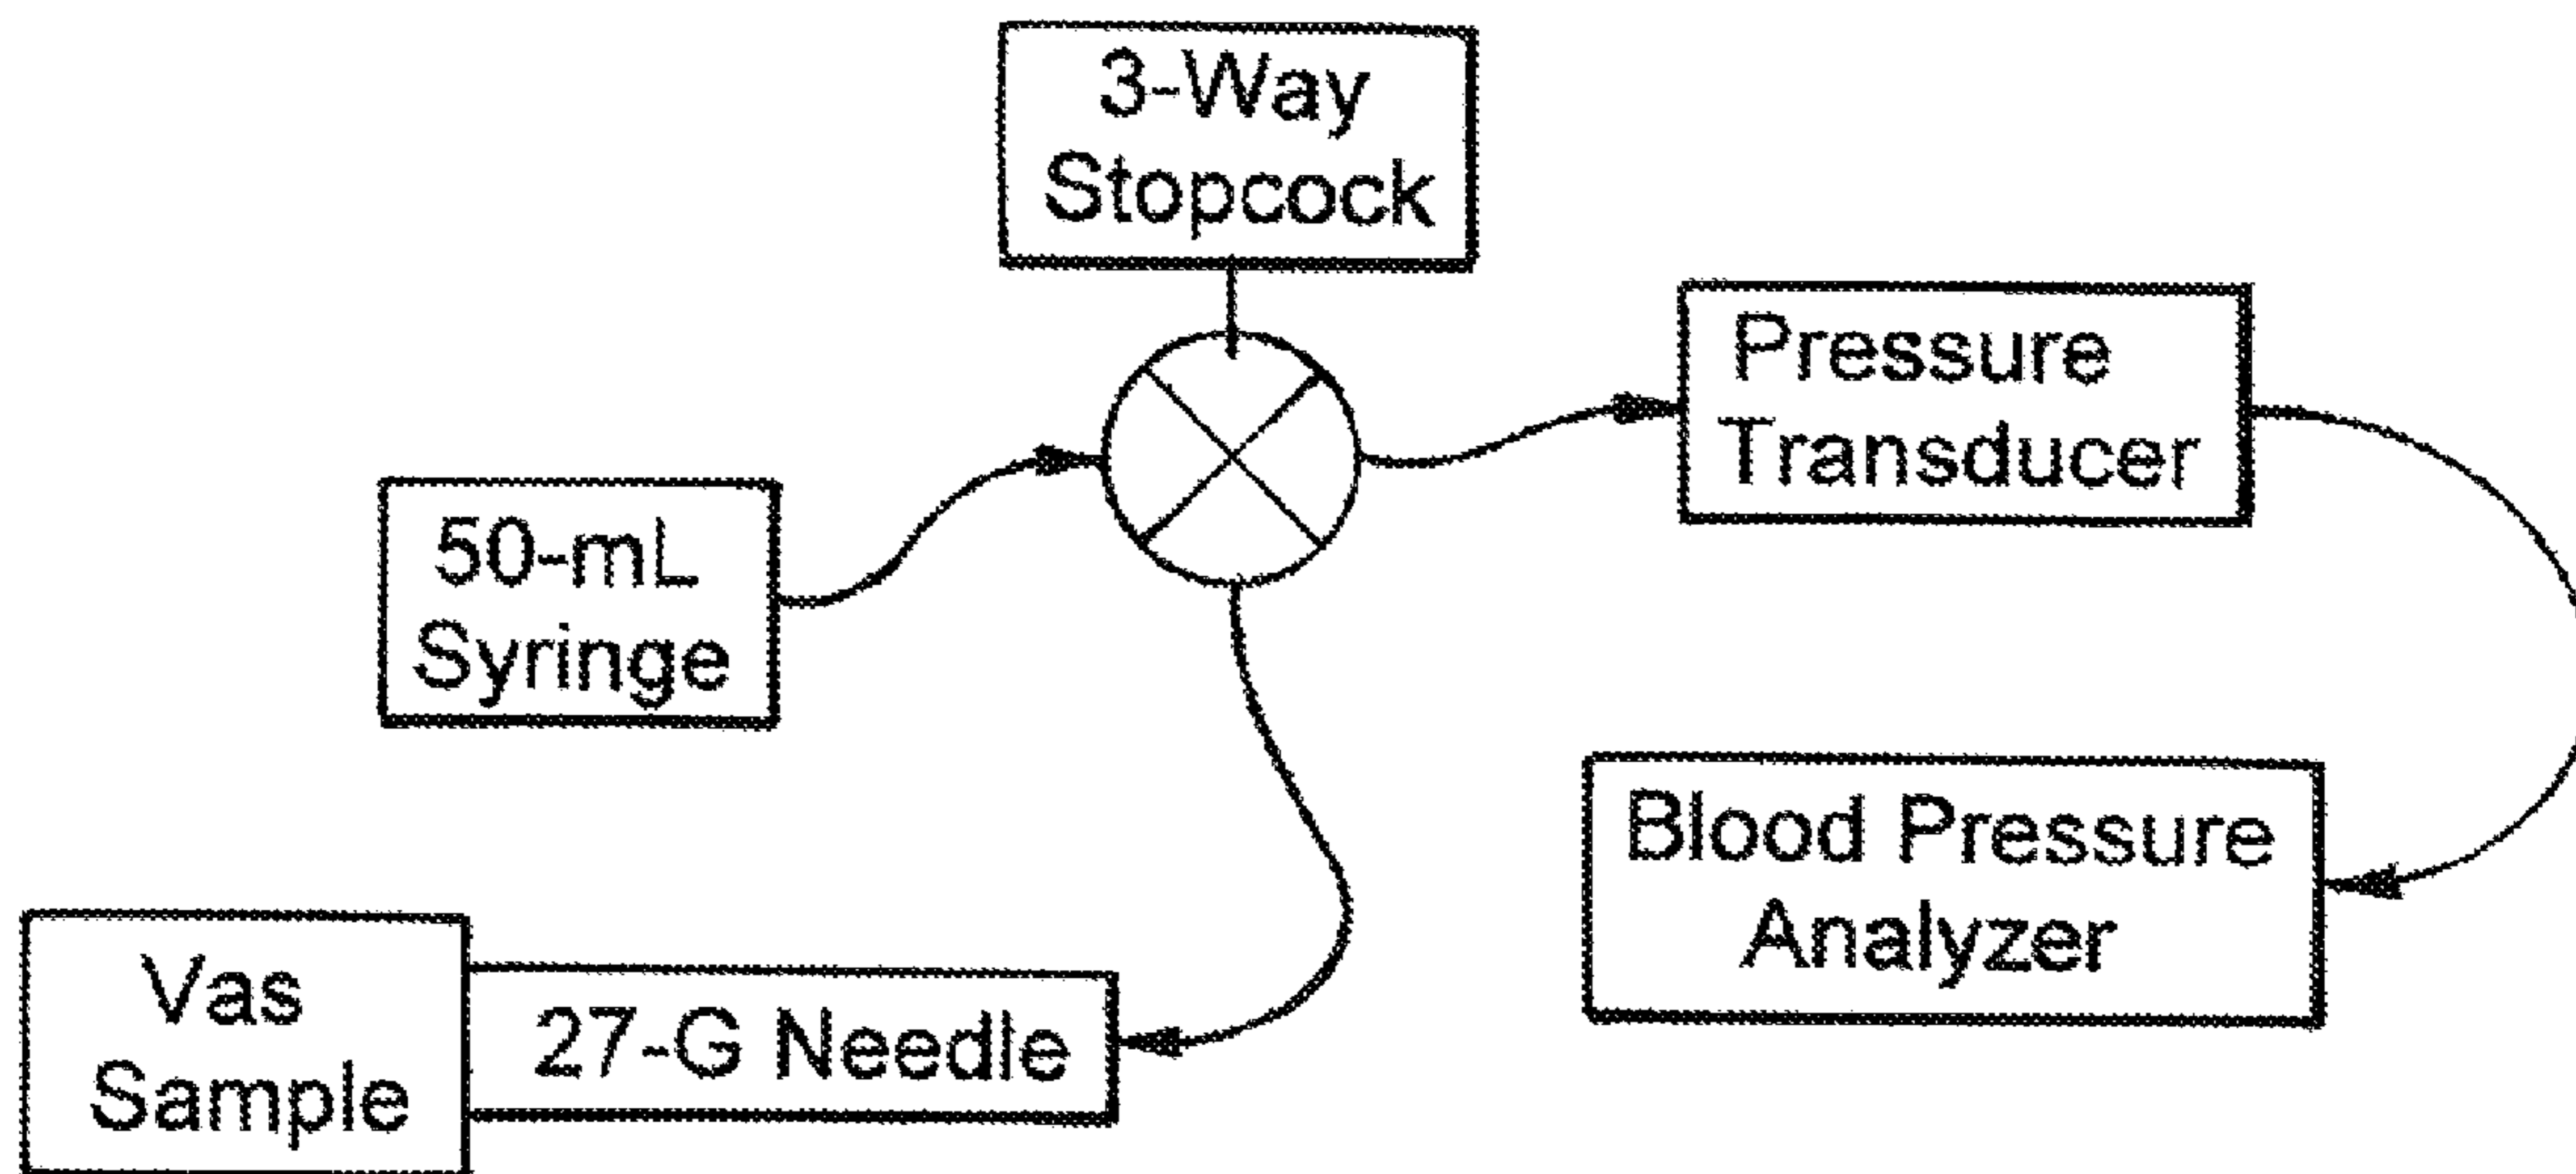 3-Way
Stopcock
Pressure
Transducer
50-mL
Syringe
Blood Pressure
Analyzer
Vas
Sample
27-G Needle